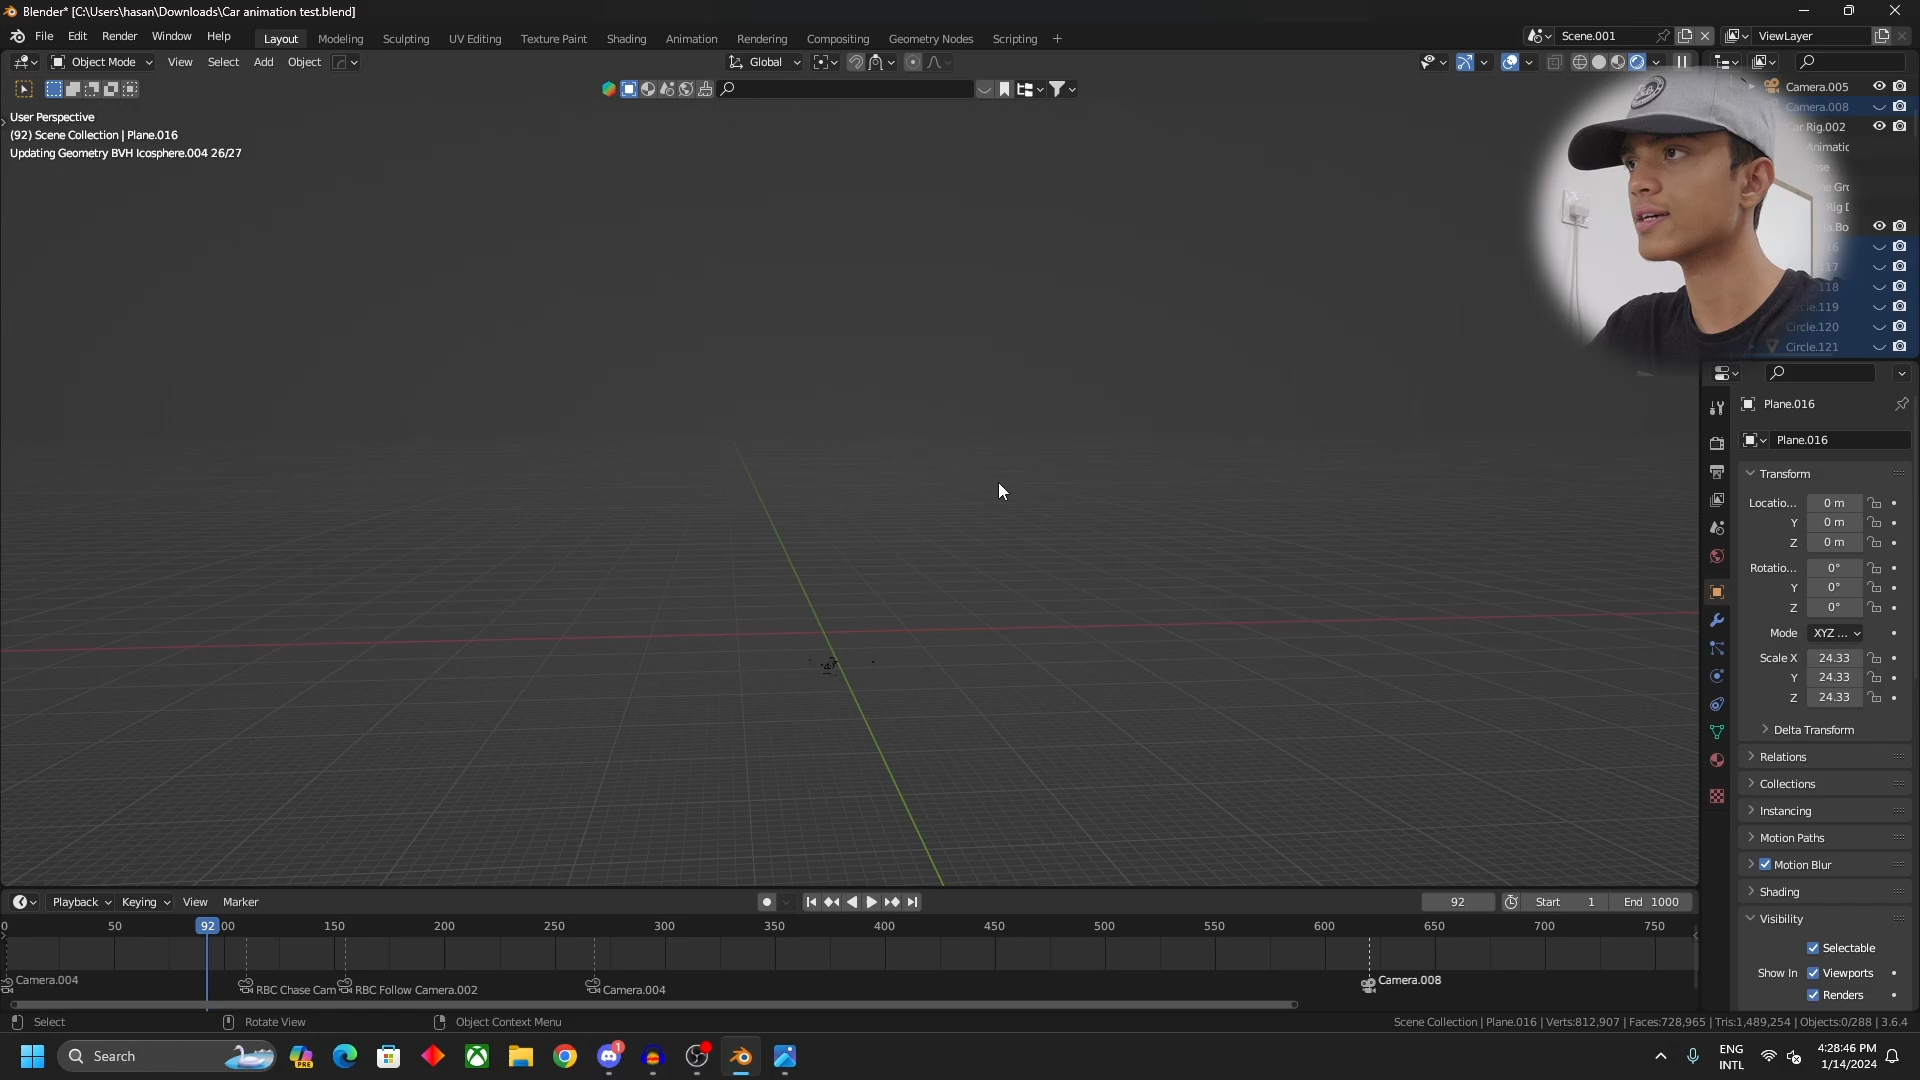 Blender* [C:\Users\hasan\Downloads\Car animation test.blend]
File Edit Render Window Help Layout Modeling Sculpting UV Editing Texture Paint Shading Animation Rendering Compositing Geometry Nodes Scripting + Scene.001 ViewLayer
Object Mode View Select Add Object Global
User Perspective
(92) Scene Collection | Plane.016
Updating Geometry BVH Icosphere.004 26/27
Camera.005
Camera.008
Rig.002
Animatic
Rig
.118
Circle.119
Circle.120
Circle.121
Plane.016
Plane.016
Transform
Locatio... 0 m
Y 0 m
Z 0 m
Rotatio... 0°
Y 0°
Z 0°
Mode XYZ ...
Scale X 24.33
Y 24.33
Z 24.33
Delta Transform
Relations
Collections
Instancing
Motion Paths
Motion Blur
Shading
Visibility
Selectable
Show In Viewports
Renders
Playback Keying View Marker 92 Start 1 End 1000
0 50 92 00 150 200 250 300 350 400 450 500 550 600 650 700 750
Camera.004 RBC Chase Cam RBC Follow Camera.002 Camera.004 Camera.008
Select Rotate View Object Context Menu Scene Collection | Plane.016 | Verts:812,907 | Faces:728,965 | Tris:1,489,254 | Objects:0/288 | 3.6.4
Search PRE 1 ENG INTL 4:28:46 PM 1/14/2024